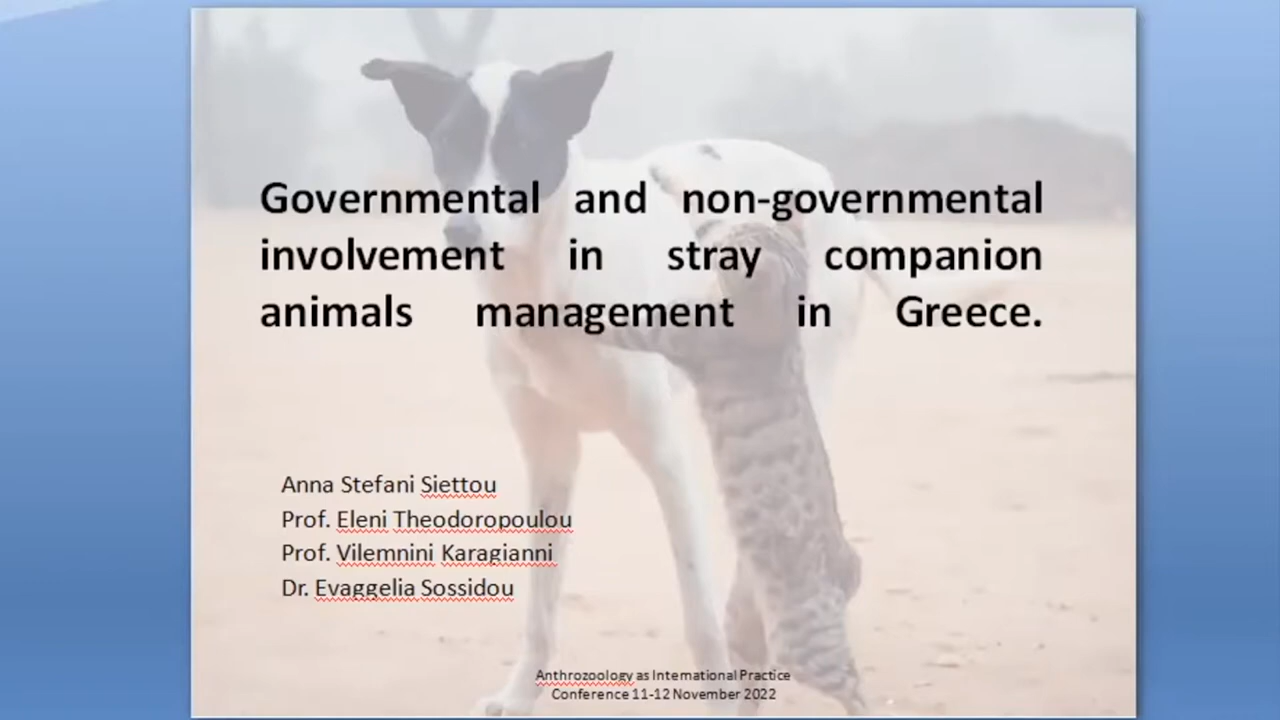 Governmental and non-governmental
involvement in stray companion
animals management in Greece.
Anna Stefani Siettou
Prof. Eleni Theodoropoulou
Prof. Vilemnini Karagianni
Dr. Evaggelia Sossidou
Anthrozoology as International Practice
Conference 11-12 November 2022